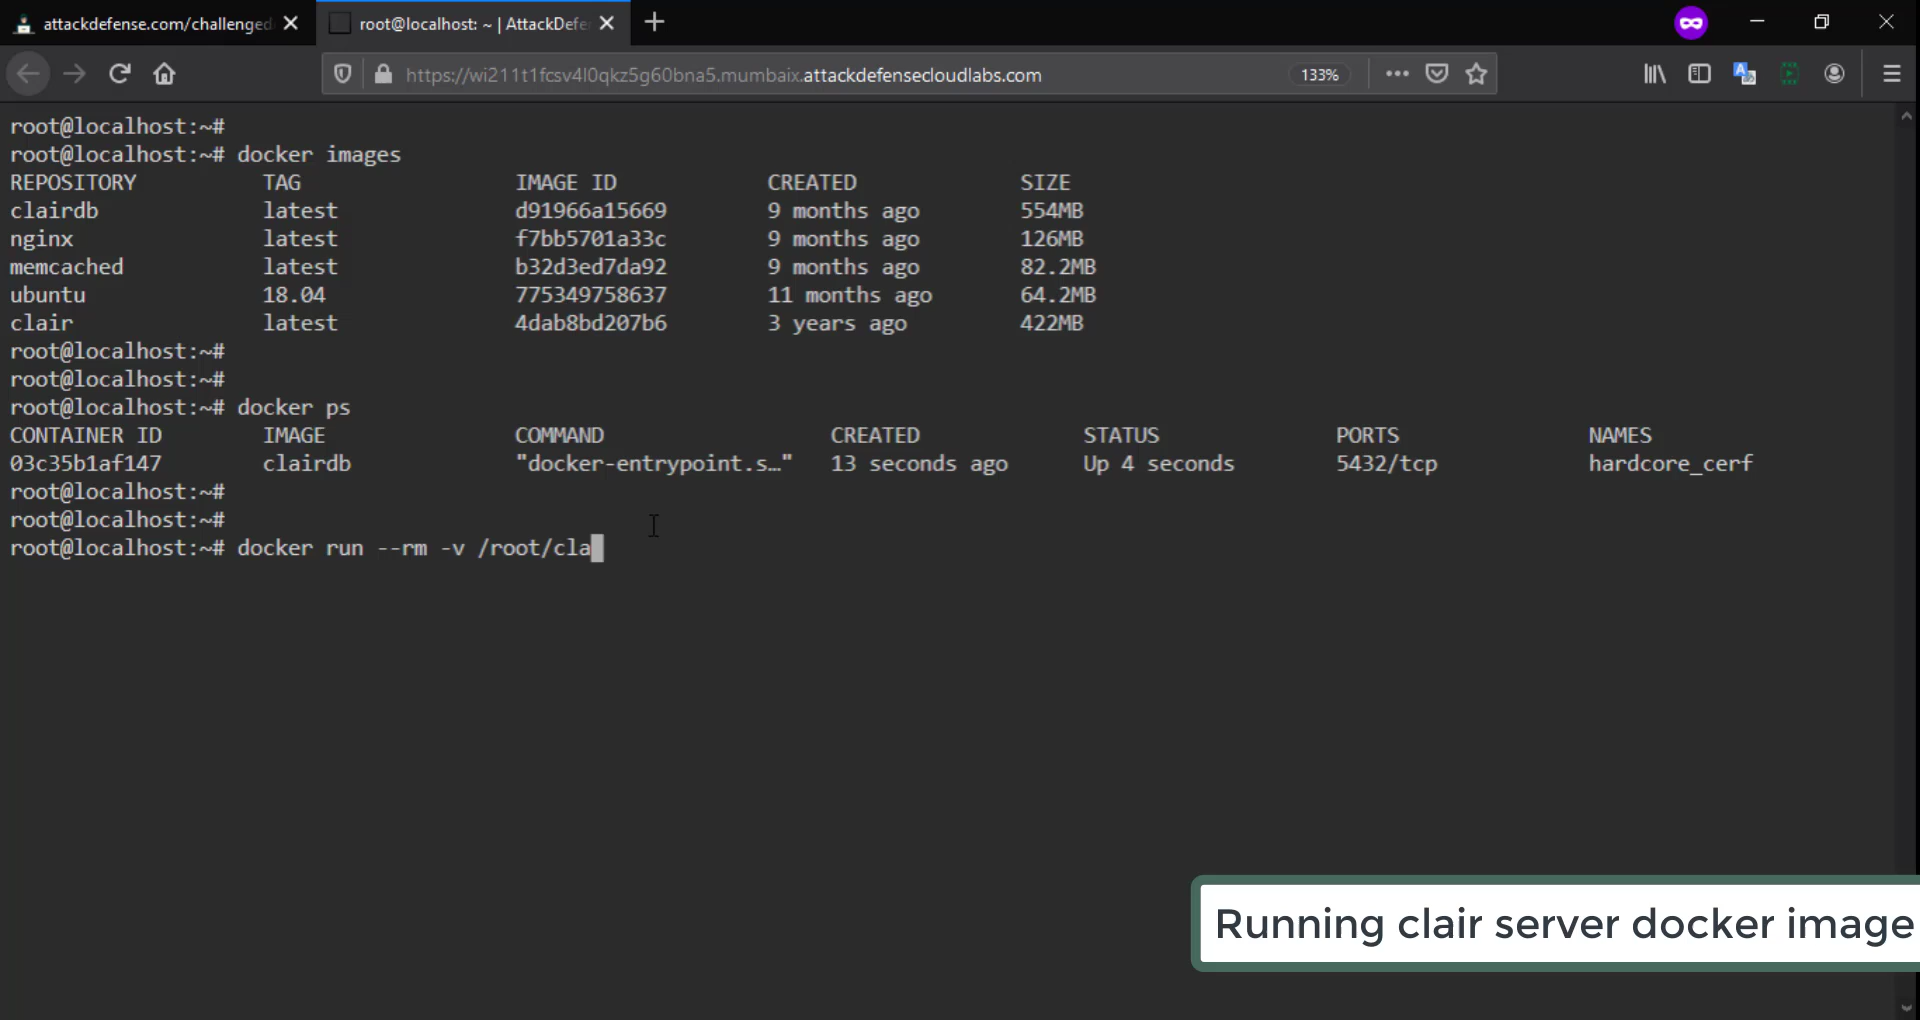 attackdefense.com/challenged
root@localhost: ~ | AttackDefe
https://wi211t1fcsv4l0qkz5g60bna5.mumbaix.attackdefensecloudlabs.com
133%
root@localhost:~#
root@localhost:~# docker images
REPOSITORY TAG IMAGE ID CREATED SIZE
clairdb latest d91966a15669 9 months ago 554MB
nginx latest f7bb5701a33c 9 months ago 126MB
memcached latest b32d3ed7da92 9 months ago 82.2MB
ubuntu 18.04 775349758637 11 months ago 64.2MB
clair latest 4dab8bd207b6 3 years ago 422MB
root@localhost:~#
root@localhost:~#
root@localhost:~# docker ps
CONTAINER ID IMAGE COMMAND CREATED STATUS PORTS NAMES
03c35b1af147 clairdb "docker-entrypoint.s…" 13 seconds ago Up 4 seconds 5432/tcp hardcore_cerf
root@localhost:~#
root@localhost:~#
root@localhost:~# docker run --rm -v /root/cla
Running clair server docker image